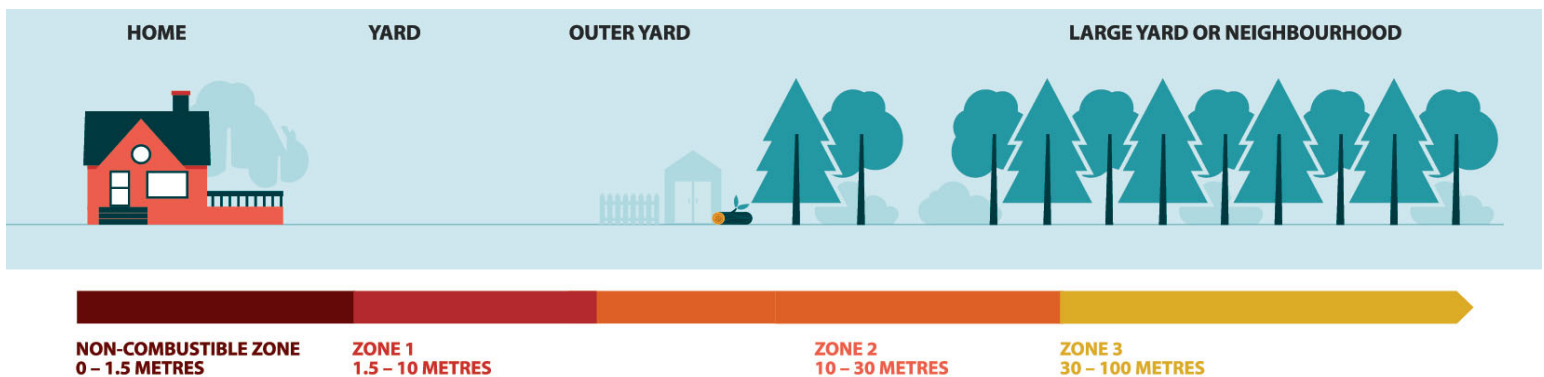 HOME
YARD
OUTER YARD
LARGE YARD OR NEIGHBOURHOOD
NON-COMBUSTIBLE ZONE
0 – 1.5 METRES
ZONE 1
1.5 – 10 METRES
ZONE 2
10 – 30 METRES
ZONE 3
30 – 100 METRES